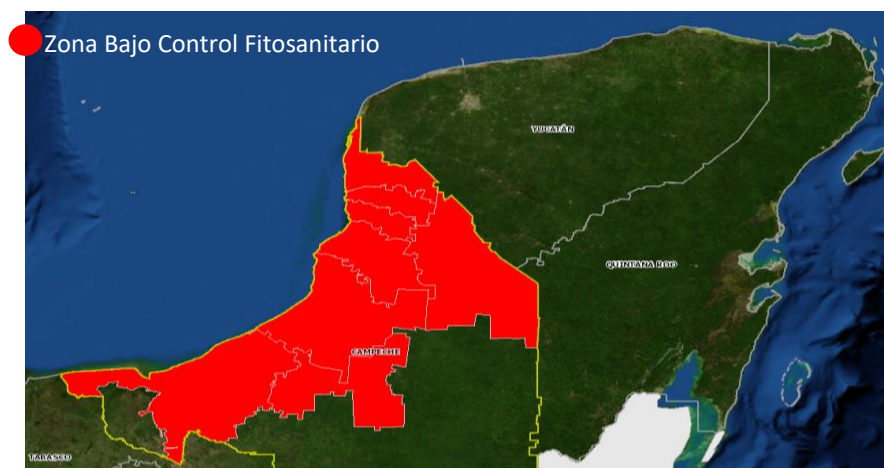 Zona Bajo Control Fitosanitario
YUCATÁN
QUINTANA ROO
CAMPECHE
TABASCO